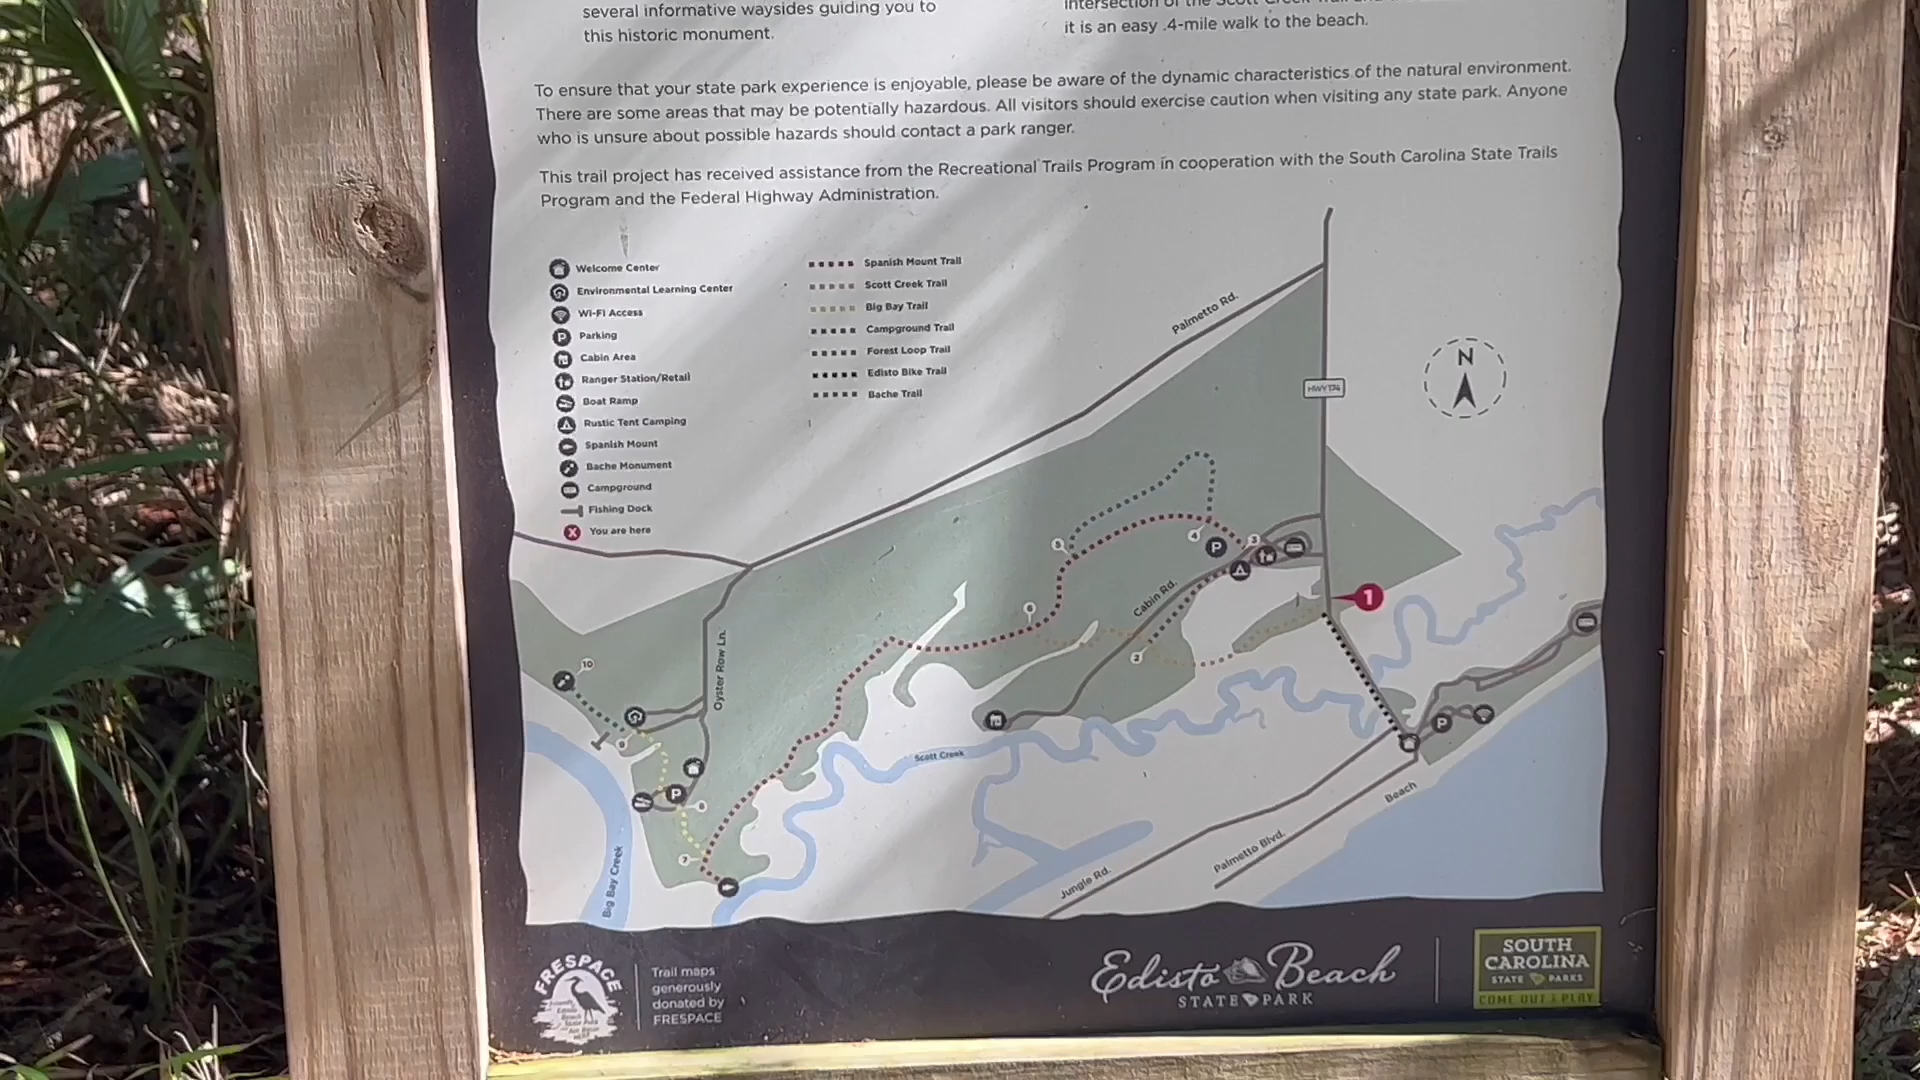 several informative waysides guiding you to
this historic monument.
it is an easy .4-mile walk to the beach.
To ensure that your state park experience is enjoyable, please be aware of the dynamic characteristics of the natural environment.
There are some areas that may be potentially hazardous. All visitors should exercise caution when visiting any state park. Anyone
who is unsure about possible hazards should contact a park ranger.
This trail project has received assistance from the Recreational Trails Program in cooperation with the South Carolina State Trails
Program and the Federal Highway Administration.
Welcome Center
Environmental Learning Center
Wi-Fi Access
P Parking
Cabin Area
Ranger Station/Retail
Boat Ramp
Rustic Tent Camping
Spanish Mount
Bache Monument
Campground
Fishing Dock
X You are here
Spanish Mount Trail
Scott Creek Trail
Big Bay Trail
Campground Trail
Forest Loop Trail
Edisto Bike Trail
Bache Trail
Palmetto Rd.
HWY 174
N
4
P
3
5
Cabin Rd.
1
2
Oyster Row Ln.
10
P
7
Scott Creek
Big Bay Creek
P
Beach
Palmetto Blvd.
Jungle Rd.
FRESPACE
Trail maps
generously
donated by
FRESPACE
Edisto Beach
STATE PARK
SOUTH
CAROLINA
STATE PARKS
COME OUT & PLAY